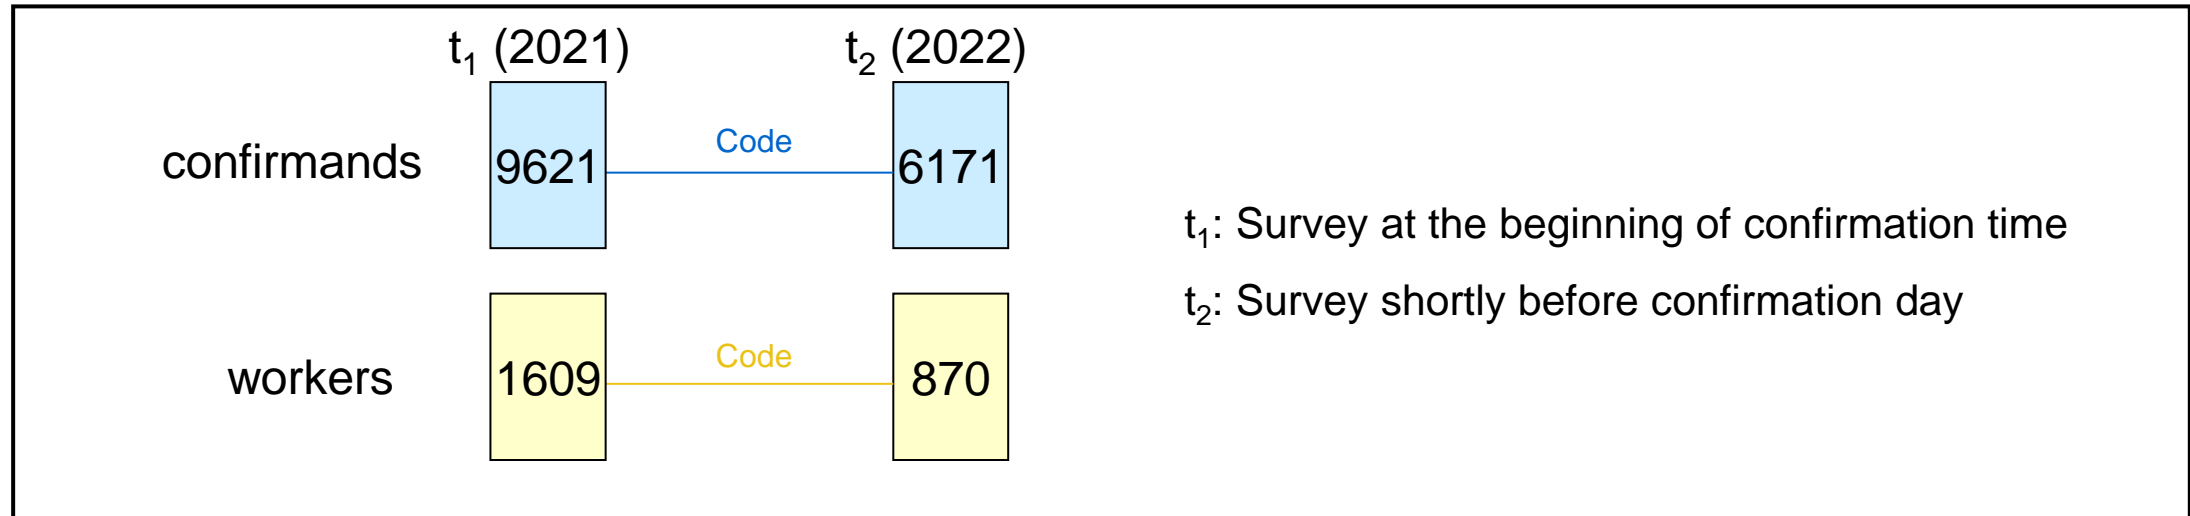 t₁ (2021) t₂ (2022)
confirmands 9621 Code 6171
t₁: Survey at the beginning of confirmation time
t₂: Survey shortly before confirmation day
workers 1609 Code 870